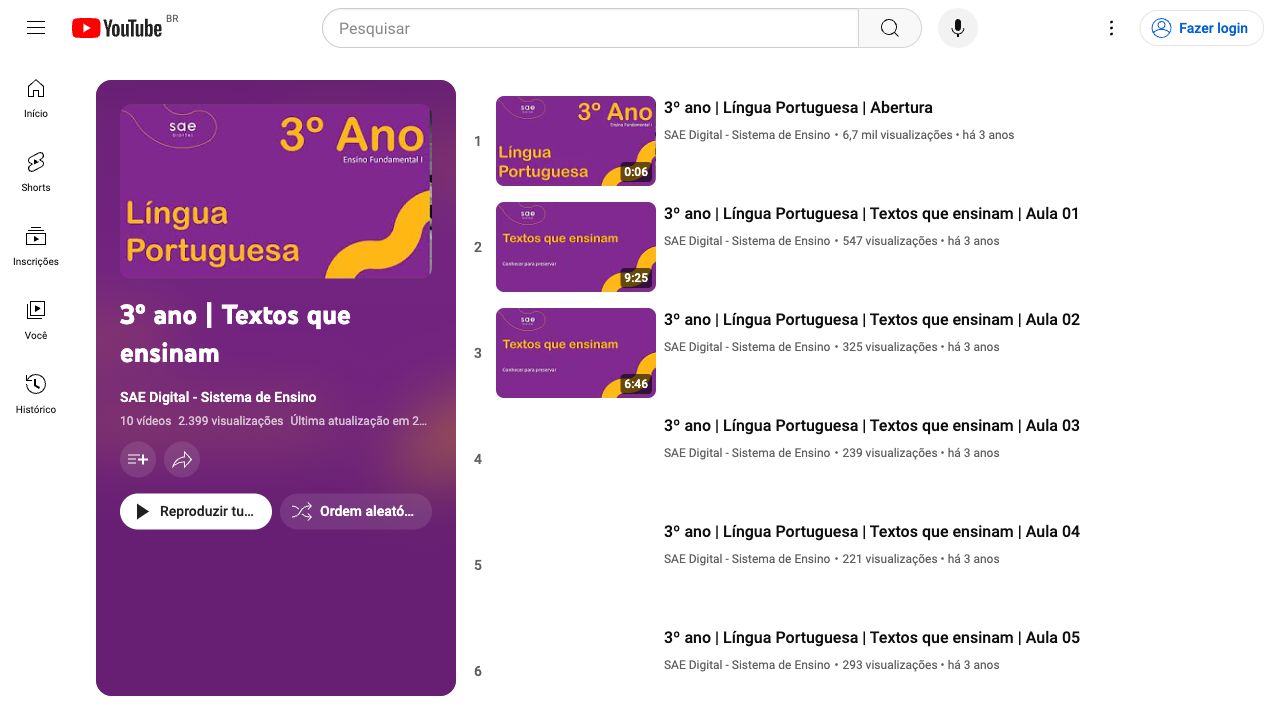 YouTube BR
Pesquisar
Fazer login
Início
Shorts
Inscrições
Você
Histórico
sae
DIGITAL
3º Ano
Ensino Fundamental I
Língua
Portuguesa
3º ano | Textos que
ensinam
SAE Digital - Sistema de Ensino
10 vídeos 2.399 visualizações Última atualização em 2...
Reproduzir tu...
Ordem aleató...
1
sae
3º Ano
Ensino Fundamental I
Língua
Portuguesa
0:06
3º ano | Língua Portuguesa | Abertura
SAE Digital - Sistema de Ensino • 6,7 mil visualizações • há 3 anos
2
sae
Textos que ensinam
Conhecer para preservar
9:25
3º ano | Língua Portuguesa | Textos que ensinam | Aula 01
SAE Digital - Sistema de Ensino • 547 visualizações • há 3 anos
3
sae
Textos que ensinam
Conhecer para preservar
6:46
3º ano | Língua Portuguesa | Textos que ensinam | Aula 02
SAE Digital - Sistema de Ensino • 325 visualizações • há 3 anos
4
3º ano | Língua Portuguesa | Textos que ensinam | Aula 03
SAE Digital - Sistema de Ensino • 239 visualizações • há 3 anos
5
3º ano | Língua Portuguesa | Textos que ensinam | Aula 04
SAE Digital - Sistema de Ensino • 221 visualizações • há 3 anos
6
3º ano | Língua Portuguesa | Textos que ensinam | Aula 05
SAE Digital - Sistema de Ensino • 293 visualizações • há 3 anos